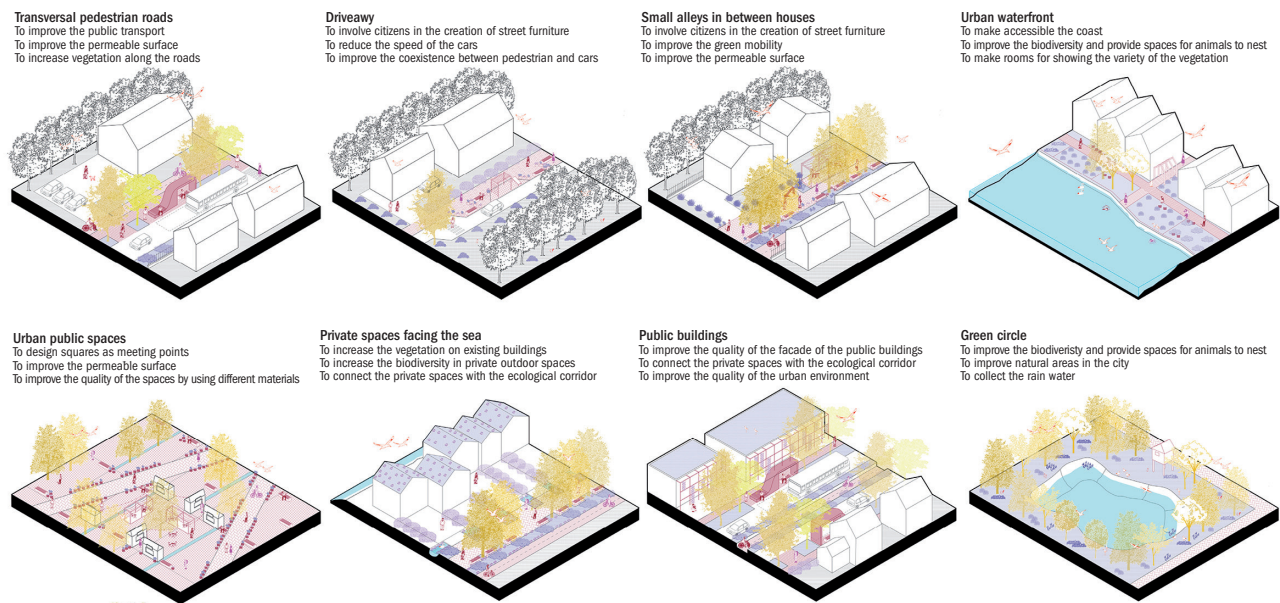 Transversal pedestrian roads
To improve the public transport
To improve the permeable surface
To increase vegetation along the roads
Driveawy
To involve citizens in the creation of street furniture
To reduce the speed of the cars
To improve the coexistence between pedestrian and cars
Small alleys in between houses
To involve citizens in the creation of street furniture
To improve the green mobility
To improve the permeable surface
Urban waterfront
To make accessible the coast
To improve the biodiversity and provide spaces for animals to nest
To make rooms for showing the variety of the vegetation
Urban public spaces
To design squares as meeting points
To improve the permeable surface
To improve the quality of the spaces by using different materials
Private spaces facing the sea
To increase the vegetation on existing buildings
To increase the biodiversity in private outdoor spaces
To connect the private spaces with the ecological corridor
Public buildings
To improve the quality of the facade of the public buildings
To connect the private spaces with the ecological corridor
To improve the quality of the urban environment
Green circle
To improve the biodiveristy and provide spaces for animals to nest
To improve natural areas in the city
To collect the rain water